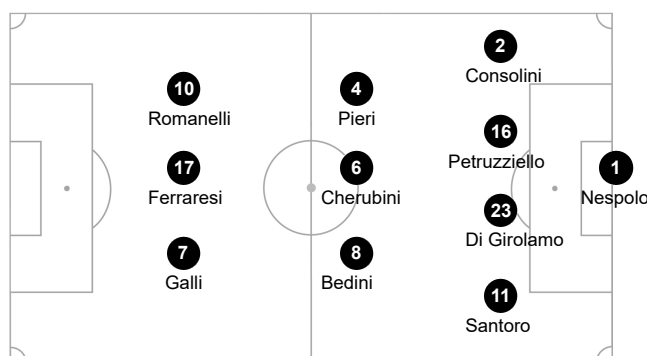 2
Consolini
10
Romanelli
4
Pieri
16
Petruzziello
17
Ferraresi
6
Cherubini
1
Nespolo
23
Di Girolamo
7
Galli
8
Bedini
11
Santoro